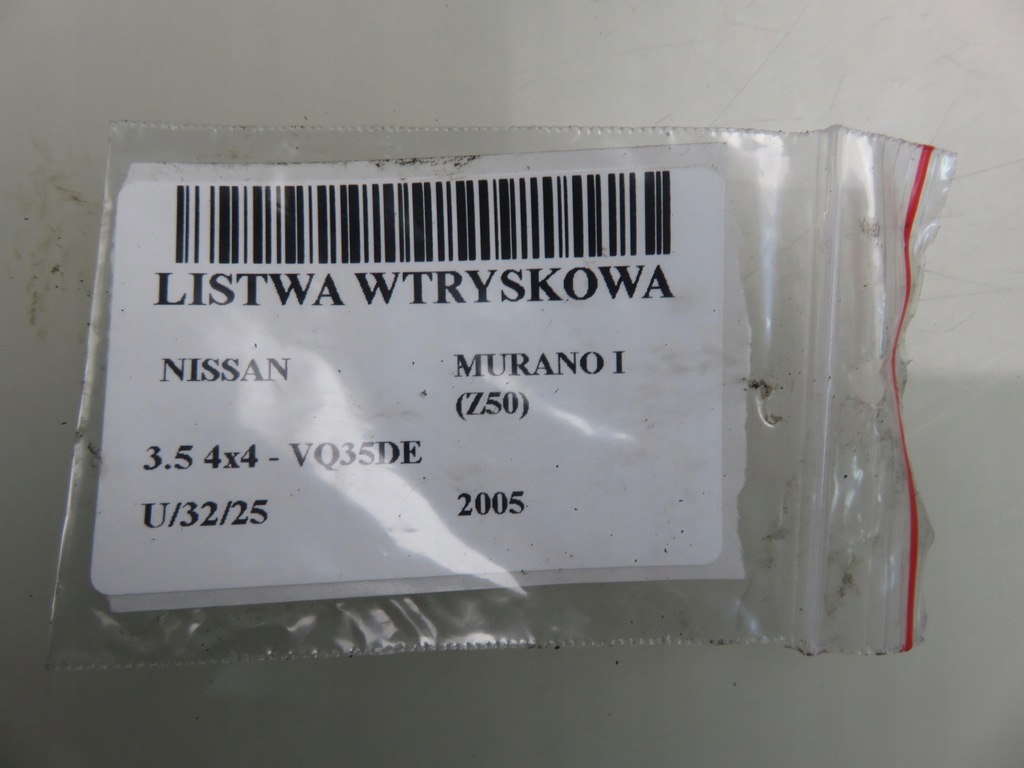 LISTWA WTRYSKOWA
NISSAN MURANO I
(Z50)
3.5 4x4 - VQ35DE
U/32/25 2005